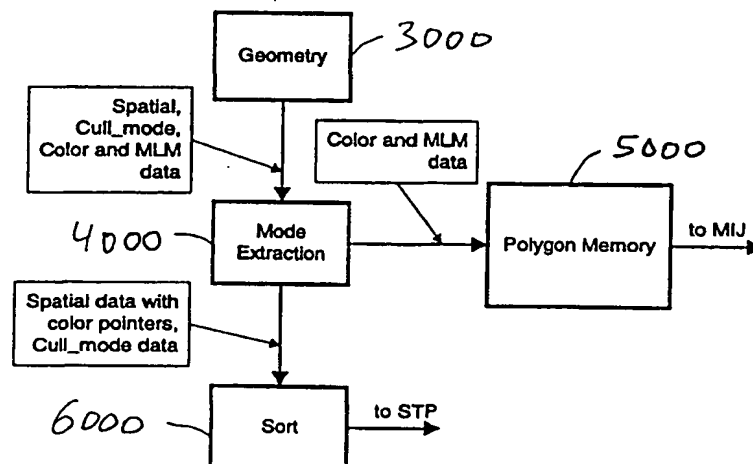 Geometry
3000
Spatial,
Cull_mode,
Color and MLM
data
Color and MLM
data
5000
4000
Mode
Extraction
Polygon Memory
to MIJ
Spatial data with
color pointers,
Cull_mode data
6000
Sort
to STP